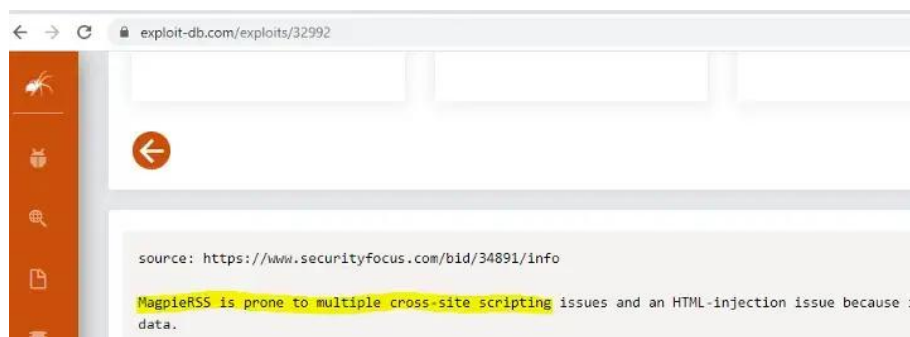 exploit-db.com/exploits/32992
source: https://www.securityfocus.com/bid/34891/info
MagpieRSS is prone to multiple cross-site scripting issues and an HTML-injection issue because
data.